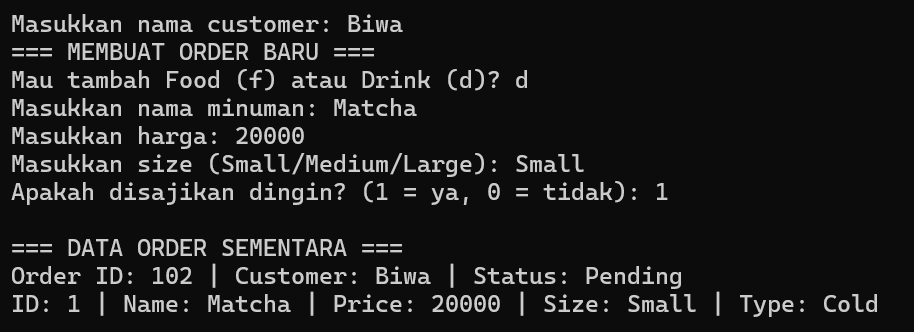 Masukkan nama customer: Biwa
=== MEMBUAT ORDER BARU ===
Mau tambah Food (f) atau Drink (d)? d
Masukkan nama minuman: Matcha
Masukkan harga: 20000
Masukkan size (Small/Medium/Large): Small
Apakah disajikan dingin? (1 = ya, 0 = tidak): 1
=== DATA ORDER SEMENTARA ===
Order ID: 102 | Customer: Biwa | Status: Pending
ID: 1 | Name: Matcha | Price: 20000 | Size: Small | Type: Cold